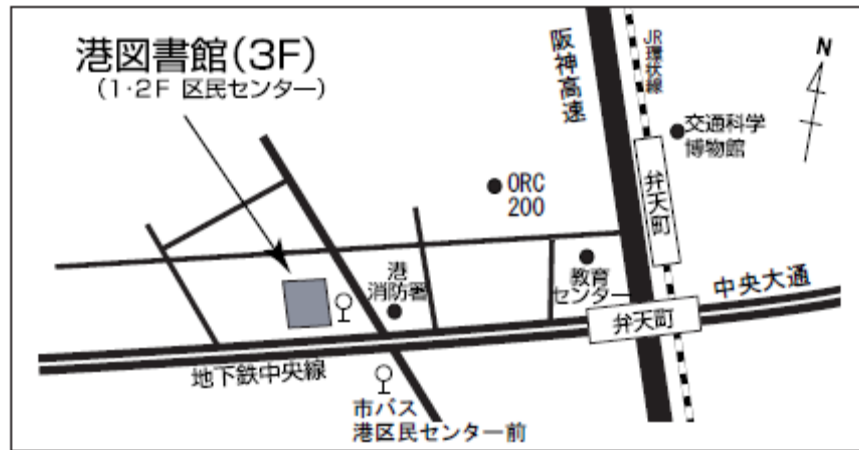 港図書館(3F)
(1・2F 区民センター)
阪神高速
JR環状線
N
交通科学
博物館
ORC
200
弁天町
港
消防署
教育
センター
中央大通
弁天町
地下鉄中央線
市バス
港区民センター前